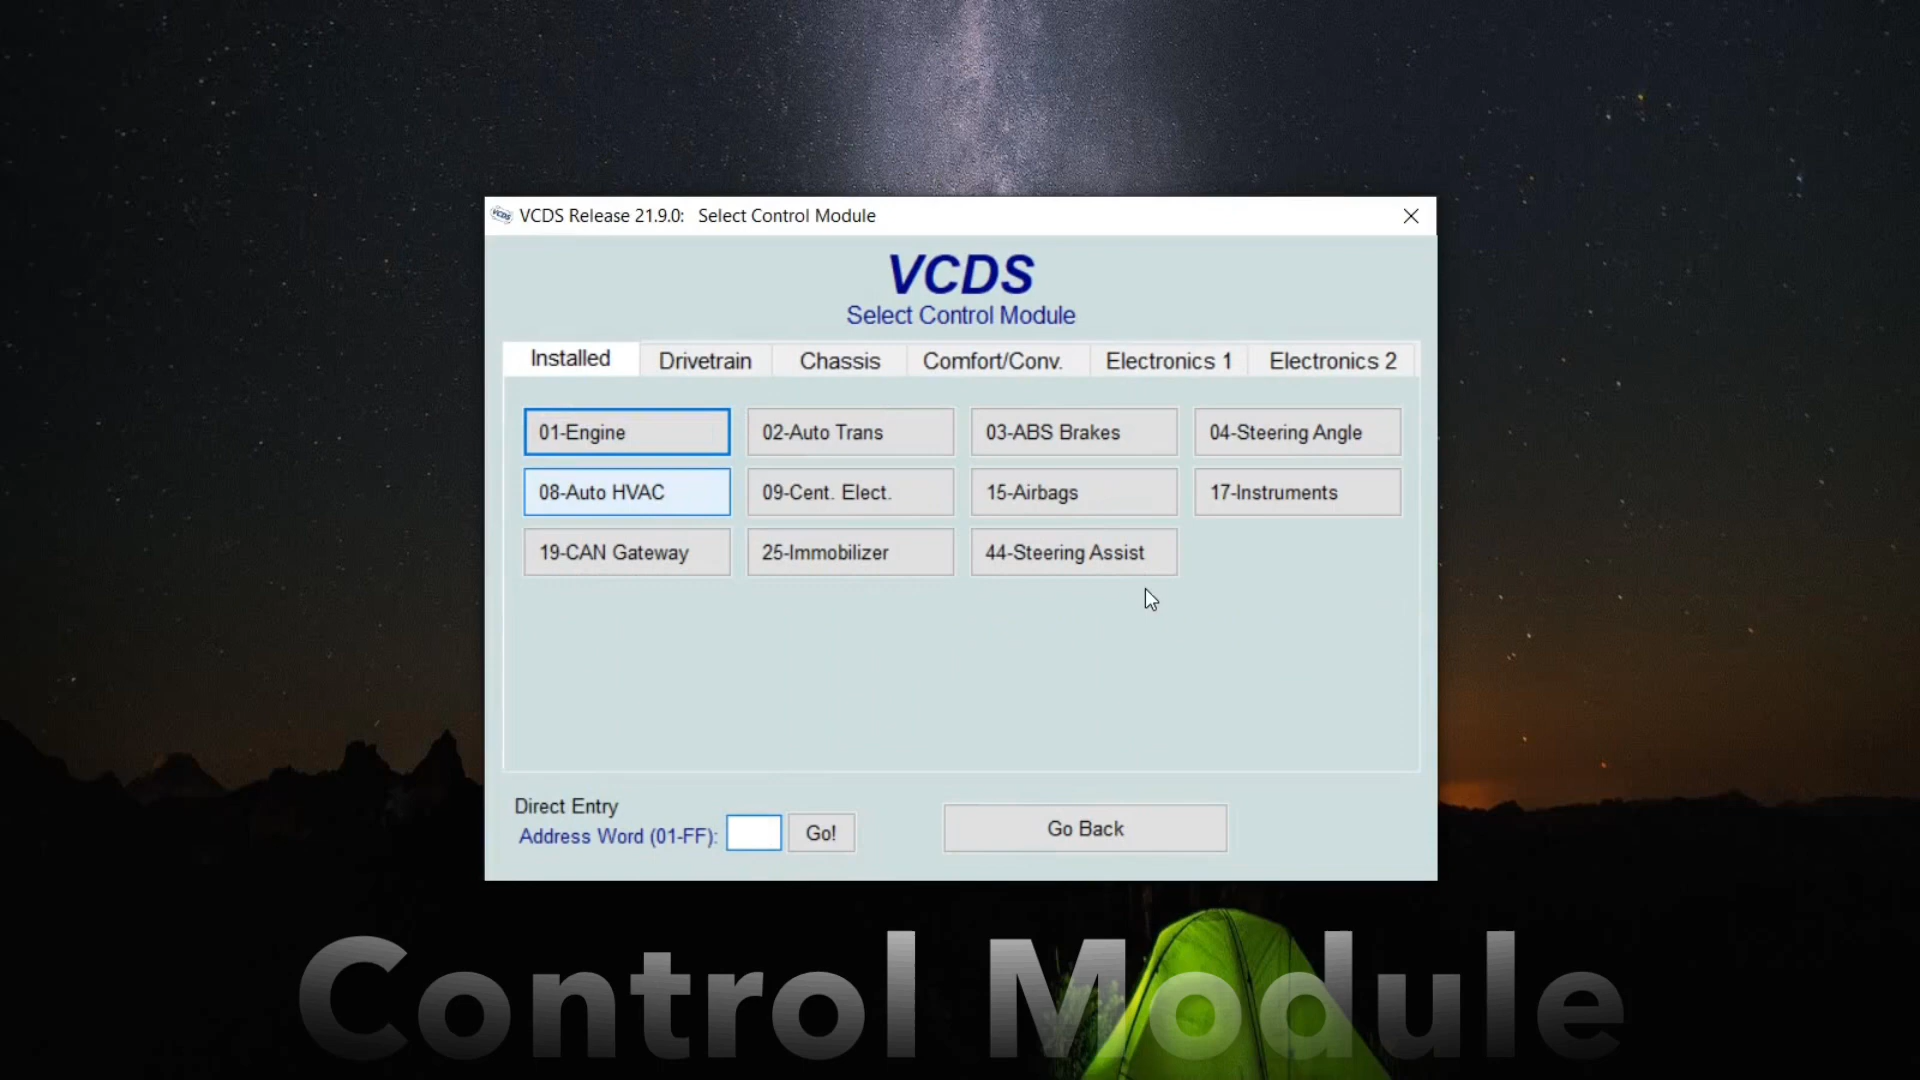 VCDS VCDS Release 21.9.0: Select Control Module
VCDS
Select Control Module
Installed Drivetrain Chassis Comfort/Conv. Electronics 1 Electronics 2
01-Engine 02-Auto Trans 03-ABS Brakes 04-Steering Angle
08-Auto HVAC 09-Cent. Elect. 15-Airbags 17-Instruments
19-CAN Gateway 25-Immobilizer 44-Steering Assist
Direct Entry
Address Word (01-FF): Go! Go Back
Control Module